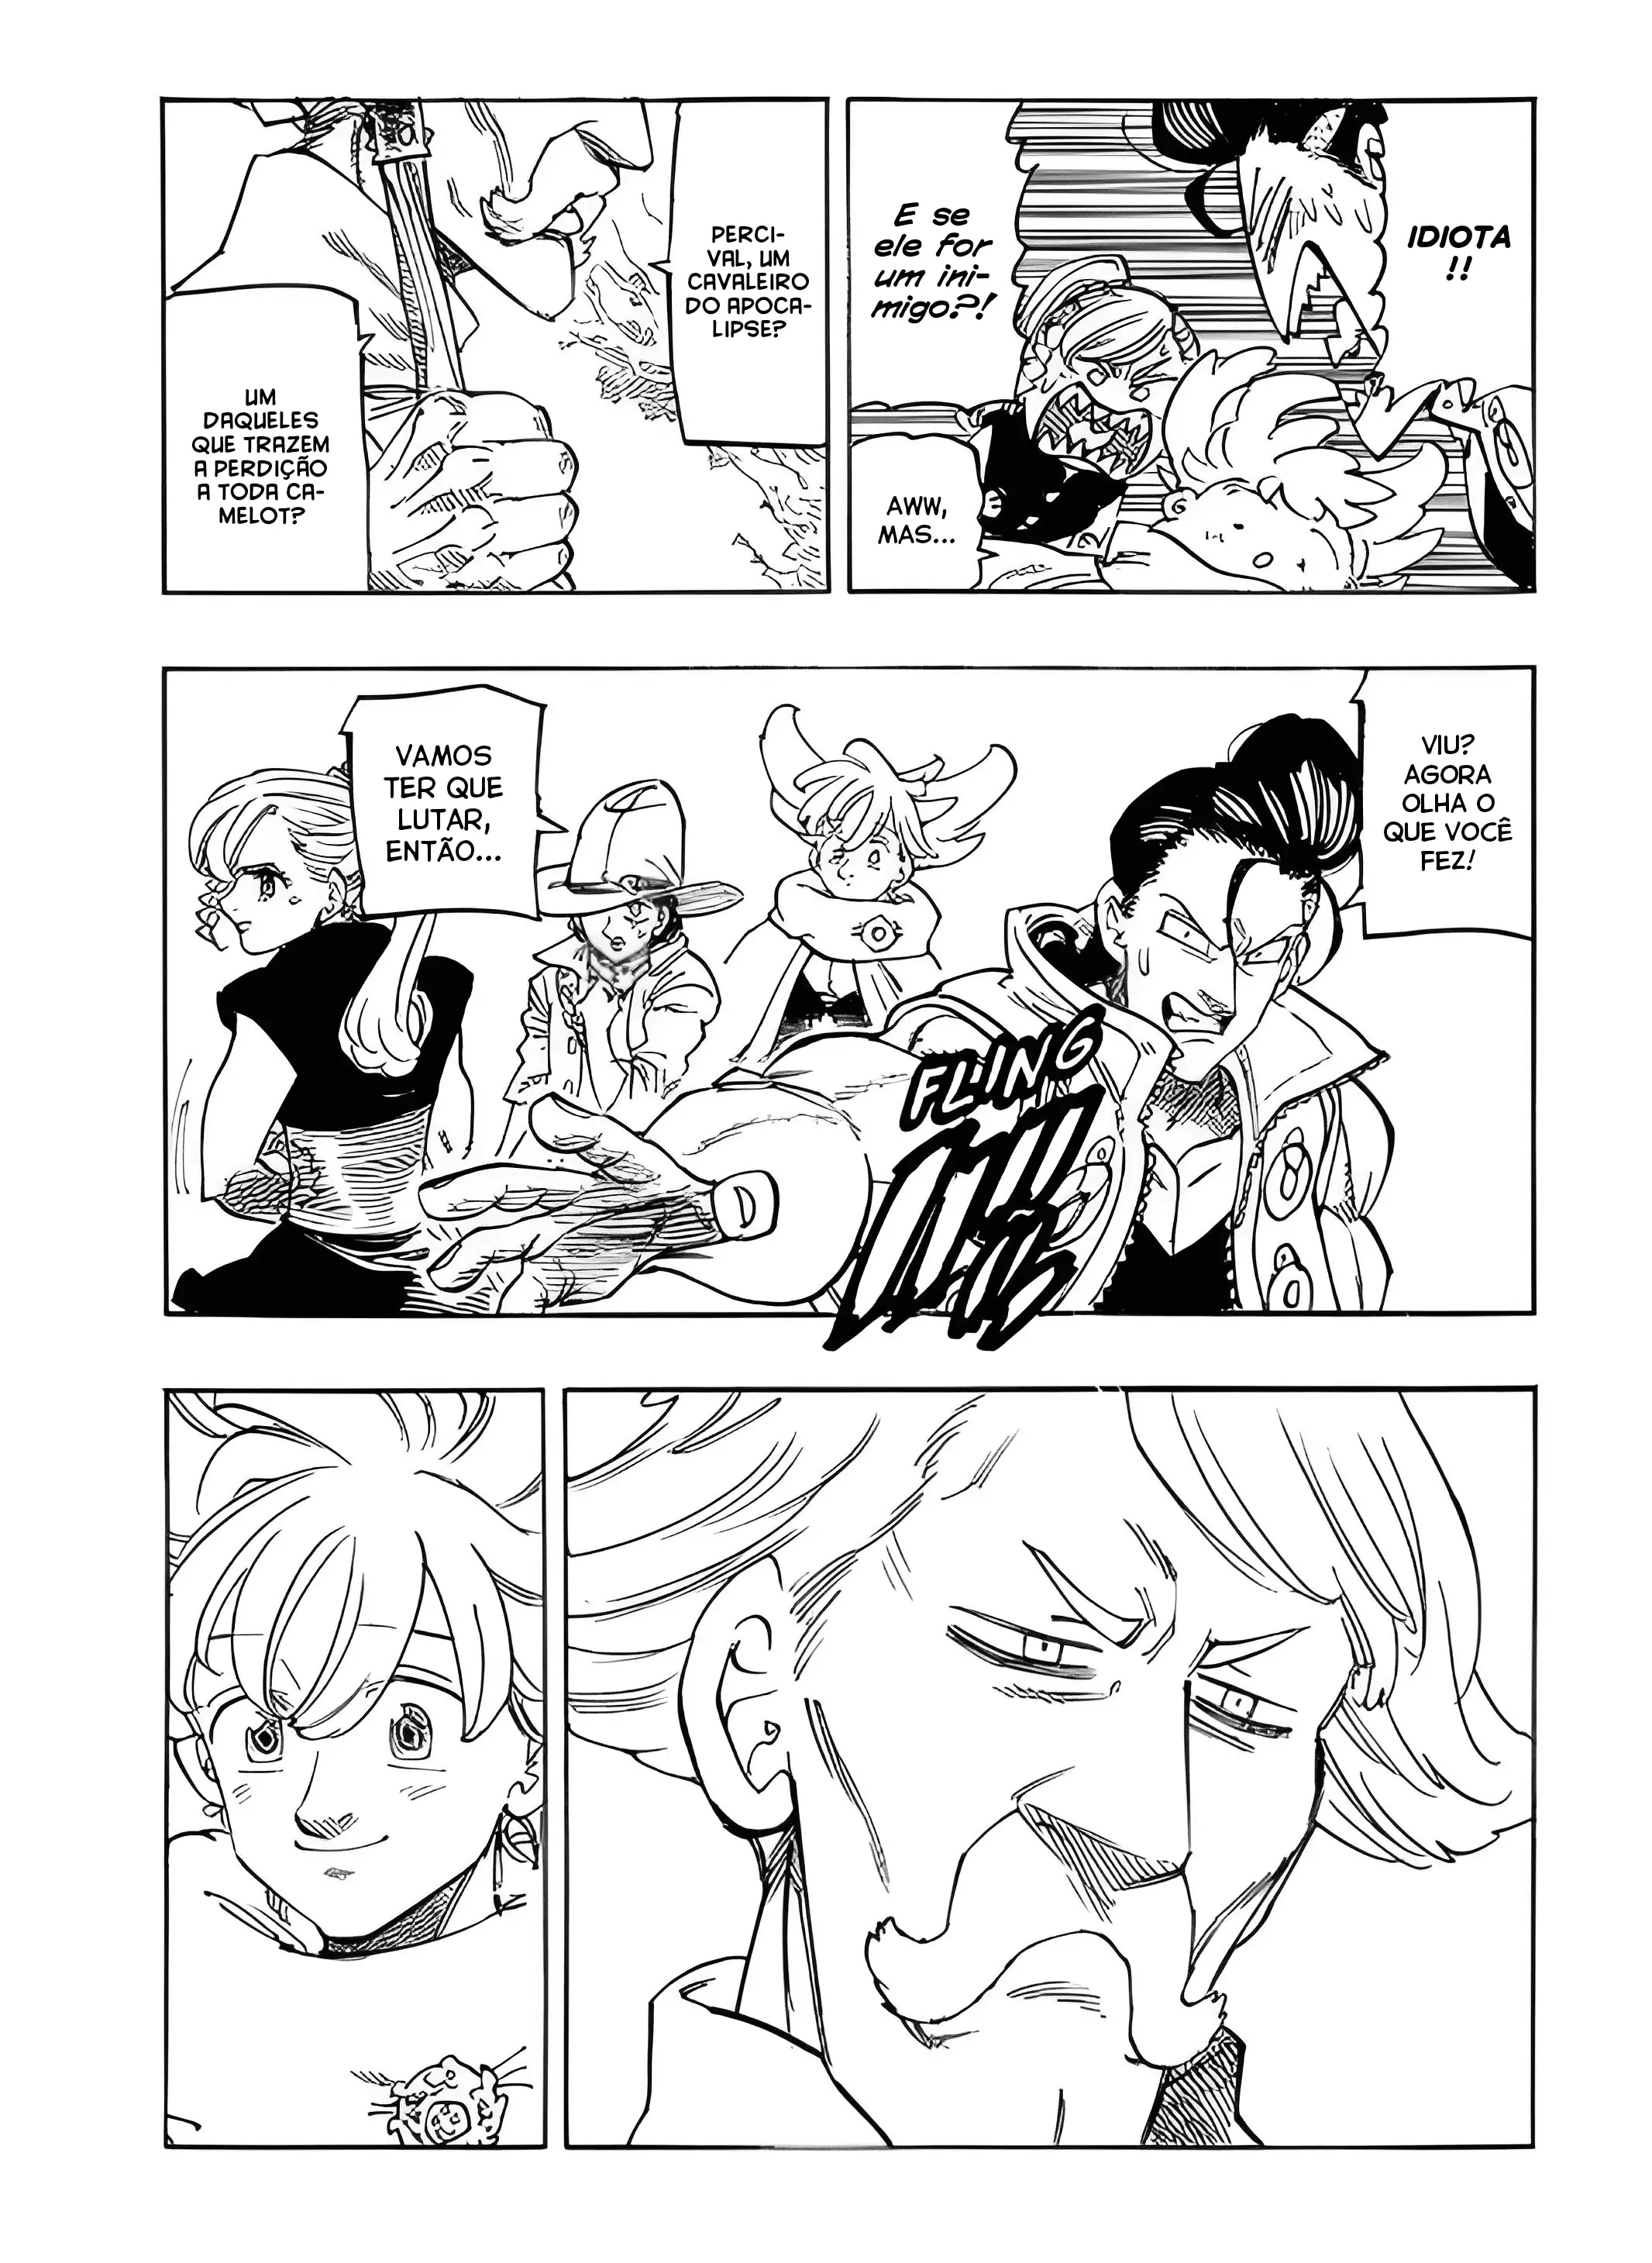 IDIOTA
!!
E se
ele for
um ini-
migo?!
AWW,
MAS...
PERCI-
VAL, UM
CAVALEIRO
DO APOCA-
LIPSE?
UM
DAQUELES
QUE TRAZEM
A PERDIÇÃO
A TODA CA-
MELOT?
VIU?
AGORA
OLHA O
QUE VOCÊ
FEZ!
VAMOS
TER QUE
LUTAR,
ENTÃO...
FLING